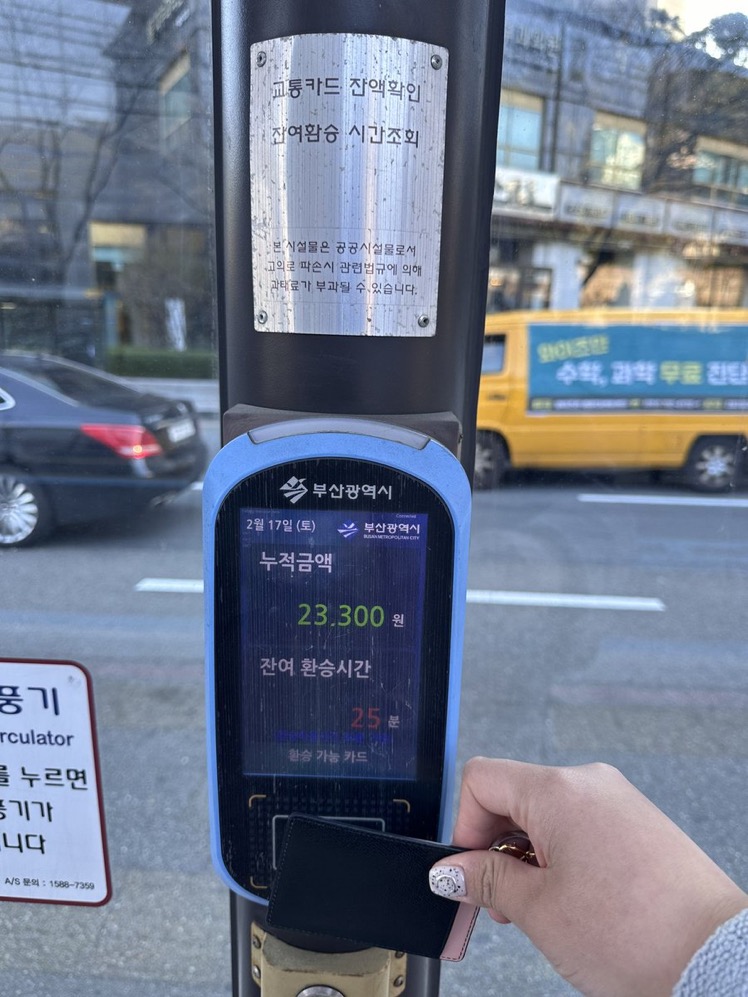 교통카드 잔액확인
잔여환승 시간조회
본 시설물은 공공시설물로서
고의로 파손시 관련법규에 의해
과태료가 부과될 수 있습니다.
와이즈만
수학, 과학 무료 진단
부산광역시
2월 17일 (토)
부산광역시
BUSAN METROPOLITAN CITY
누적금액
23,300 원
잔여 환승시간
25 분
환승 가능 카드
풍기
rculator
를 누르면
풍기가
니다
A/S 문의 : 1588-7359